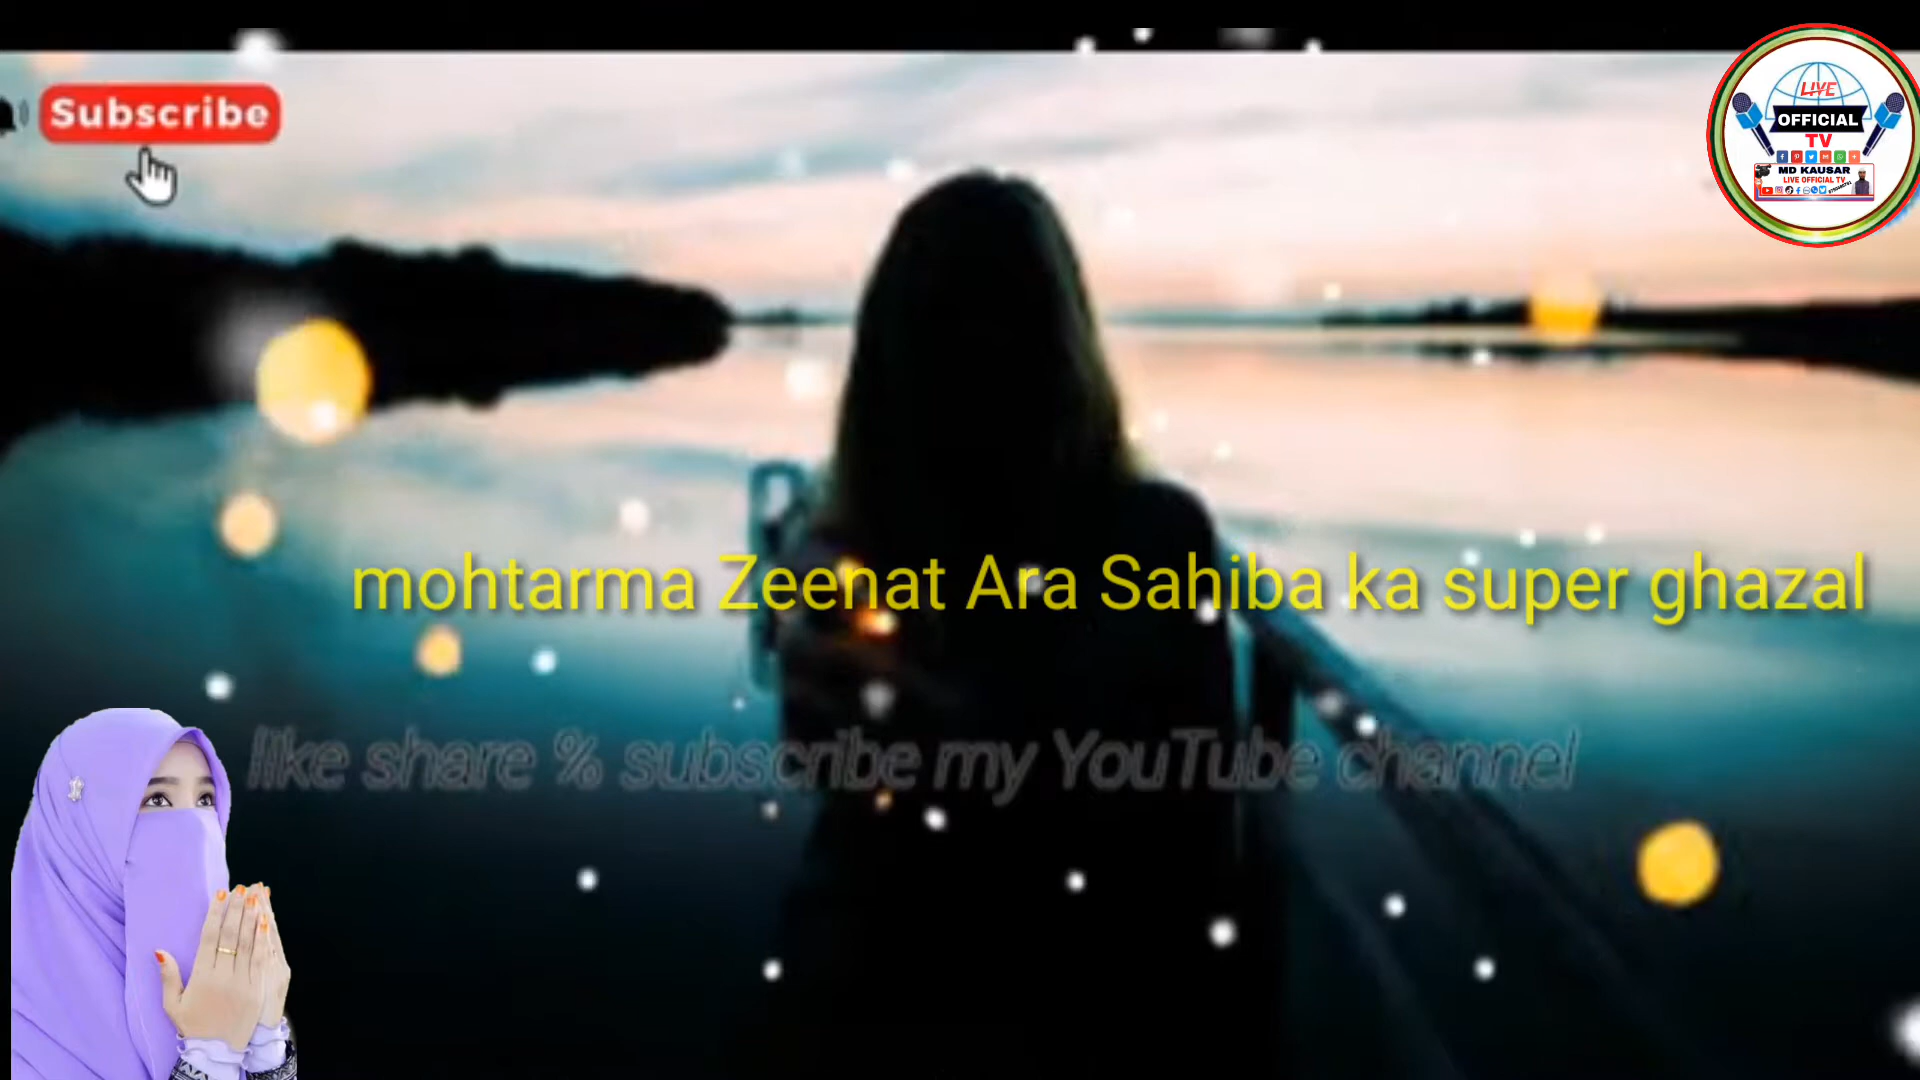 Subscribe
LIVE
OFFICIAL
TV
MD KAUSAR
LIVE OFFICIAL TV
mohtarma Zeenat Ara Sahiba ka super ghazal
like share % subscribe my YouTube channel